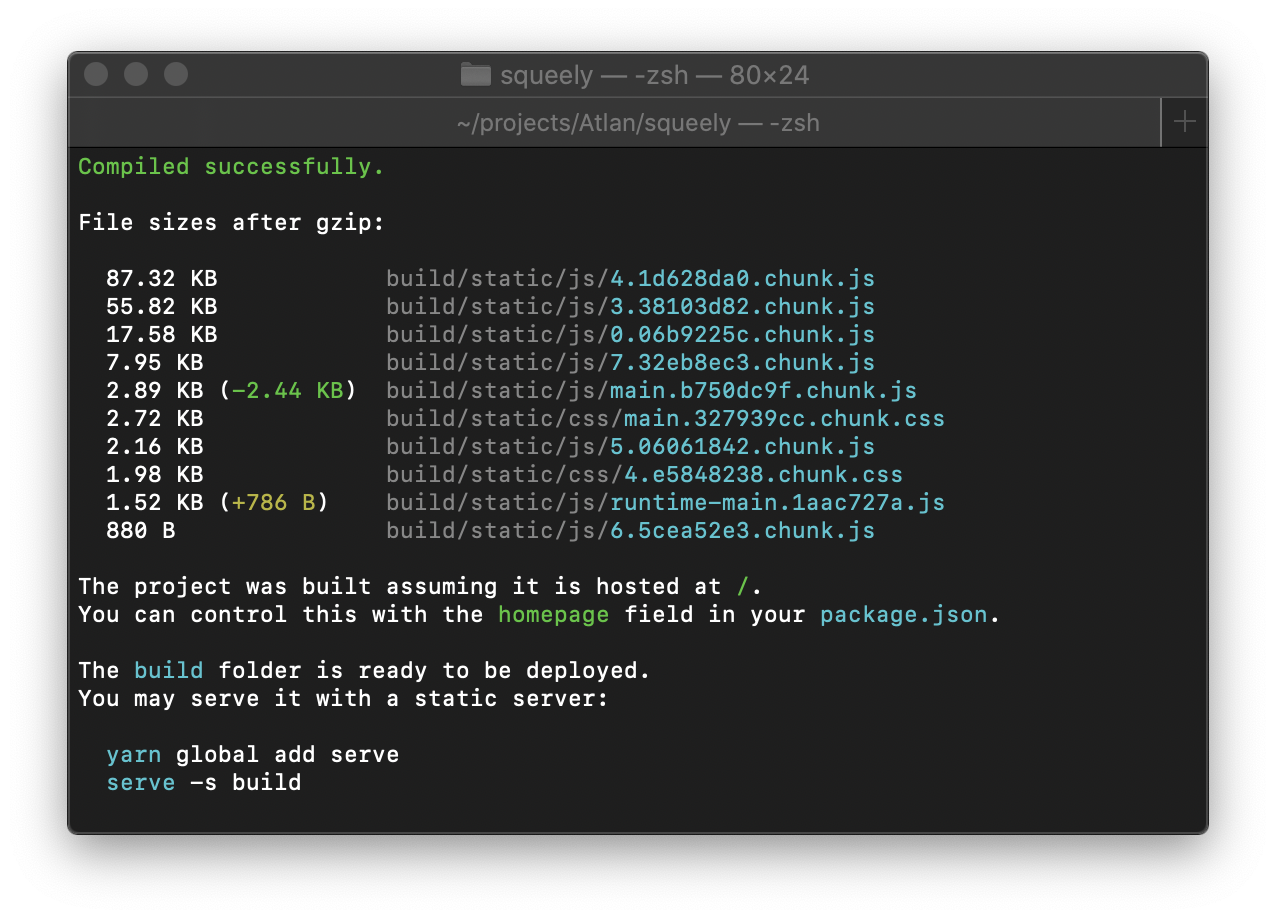 squeely — -zsh — 80×24
~/projects/Atlan/squeely — -zsh
Compiled successfully.
File sizes after gzip:
87.32 KB build/static/js/4.1d628da0.chunk.js
55.82 KB build/static/js/3.38103d82.chunk.js
17.58 KB build/static/js/0.06b9225c.chunk.js
7.95 KB build/static/js/7.32eb8ec3.chunk.js
2.89 KB (-2.44 KB) build/static/js/main.b750dc9f.chunk.js
2.72 KB build/static/css/main.327939cc.chunk.css
2.16 KB build/static/js/5.06061842.chunk.js
1.98 KB build/static/css/4.e5848238.chunk.css
1.52 KB (+786 B) build/static/js/runtime-main.1aac727a.js
880 B build/static/js/6.5cea52e3.chunk.js
The project was built assuming it is hosted at /.
You can control this with the homepage field in your package.json.
The build folder is ready to be deployed.
You may serve it with a static server:
yarn global add serve
serve -s build